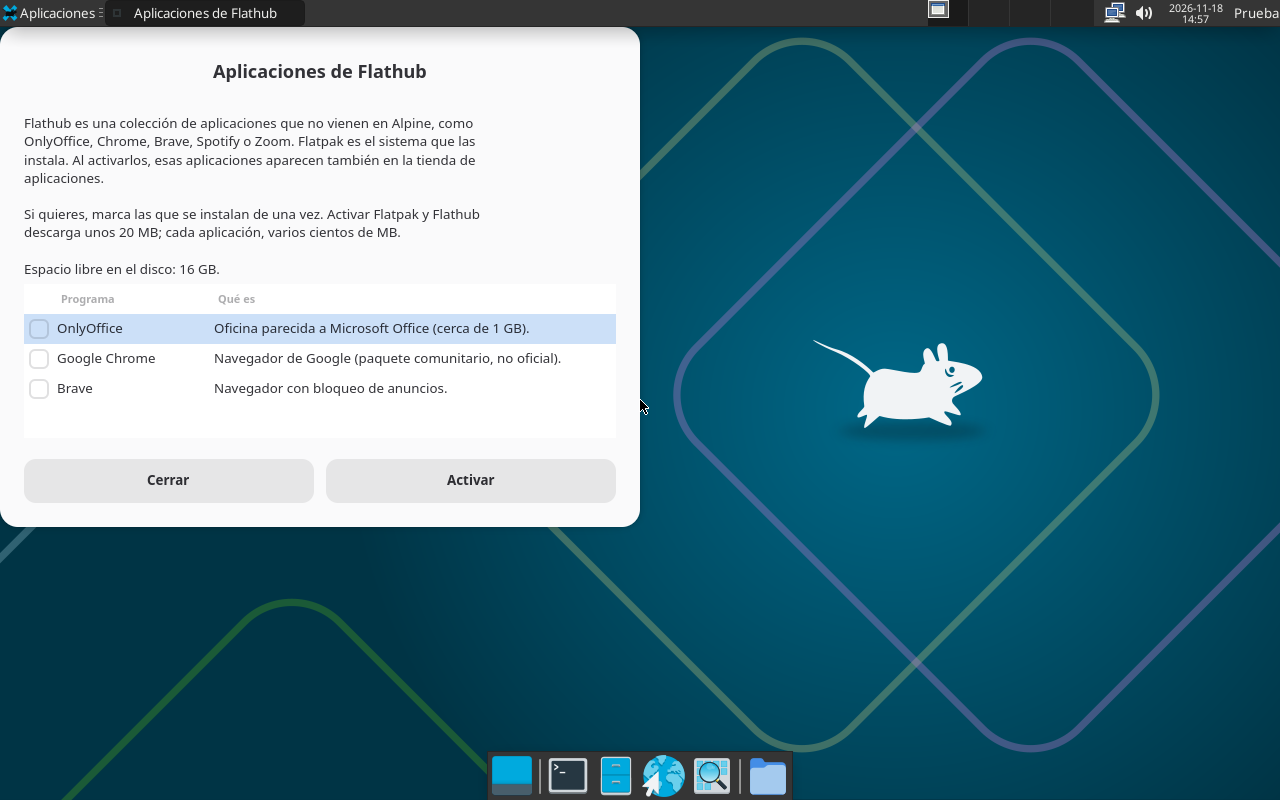 Aplicaciones
Aplicaciones de Flathub
2026-11-18
14:57
Prueba
Aplicaciones de Flathub
Flathub es una colección de aplicaciones que no vienen en Alpine, como
OnlyOffice, Chrome, Brave, Spotify o Zoom. Flatpak es el sistema que las
instala. Al activarlos, esas aplicaciones aparecen también en la tienda de
aplicaciones.
Si quieres, marca las que se instalan de una vez. Activar Flatpak y Flathub
descarga unos 20 MB; cada aplicación, varios cientos de MB.
Espacio libre en el disco: 16 GB.
Programa Qué es
OnlyOffice Oficina parecida a Microsoft Office (cerca de 1 GB).
Google Chrome Navegador de Google (paquete comunitario, no oficial).
Brave Navegador con bloqueo de anuncios.
Cerrar Activar